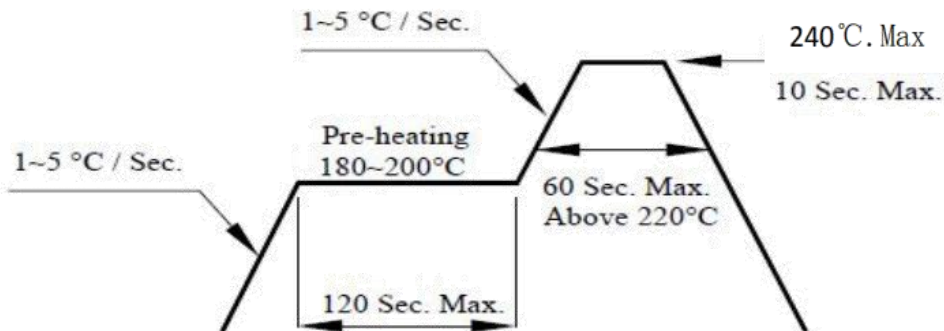 1~5 °C / Sec.
240℃. Max
10 Sec. Max.
Pre-heating
180~200°C
1~5 °C / Sec.
60 Sec. Max.
Above 220°C
120 Sec. Max.